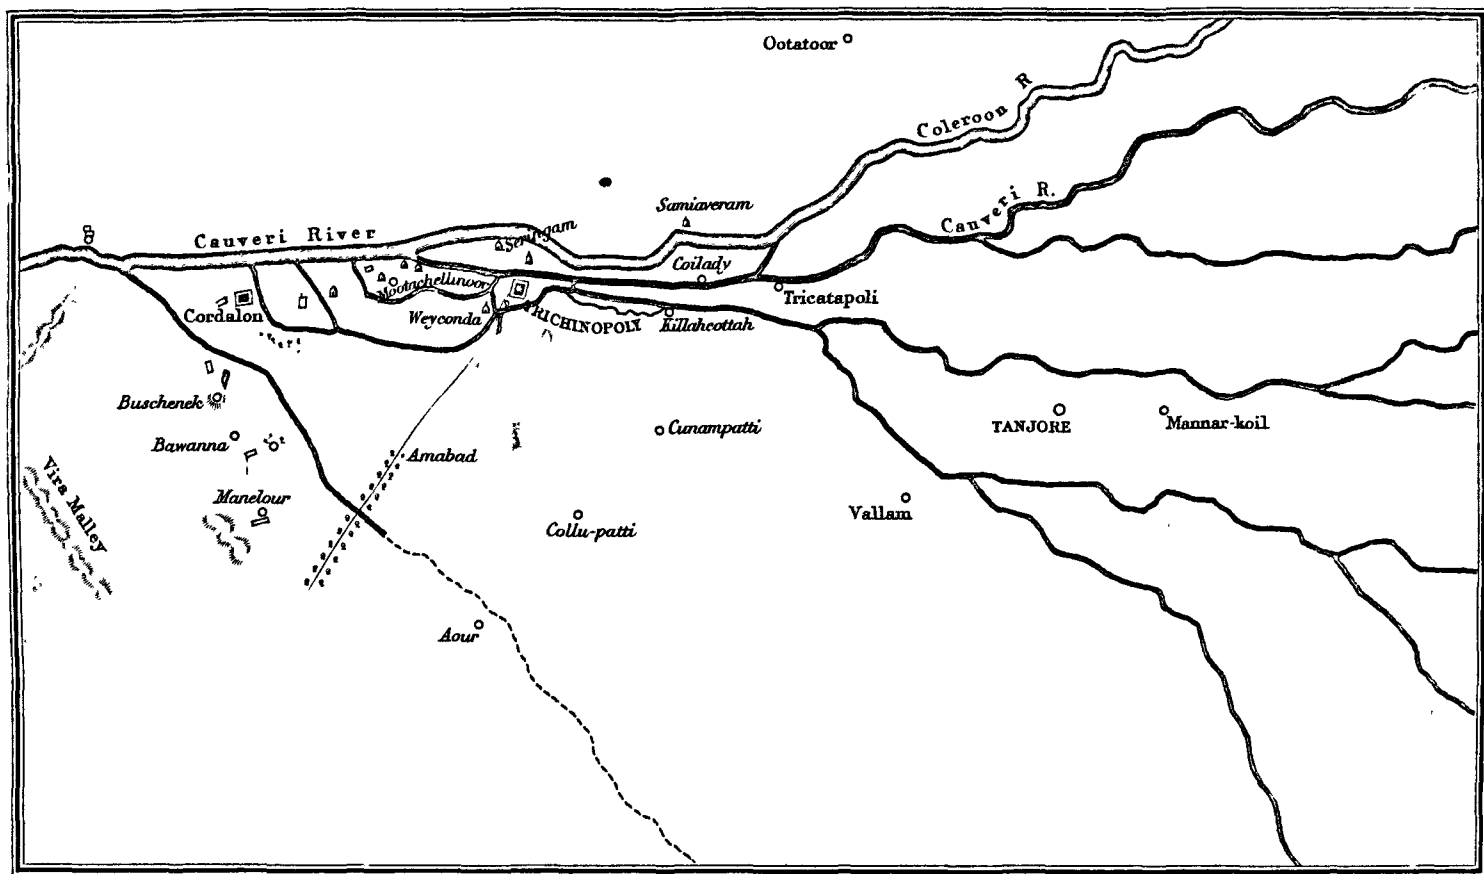 Ootatoor
Coleroon R
Cauveri R.
Samiaveram
Seringam
Cauveri River
Coilady
Mootachellinoor
Tricatapoli
Cordalon
Weyconda
TRICHINOPOLY
Killahcottah
Buschenek
Bawanna
Amabad
Cunampatti
TANJORE
Mannar-koil
Vira Malley
Manelour
Collu-patti
Vallam
Aour